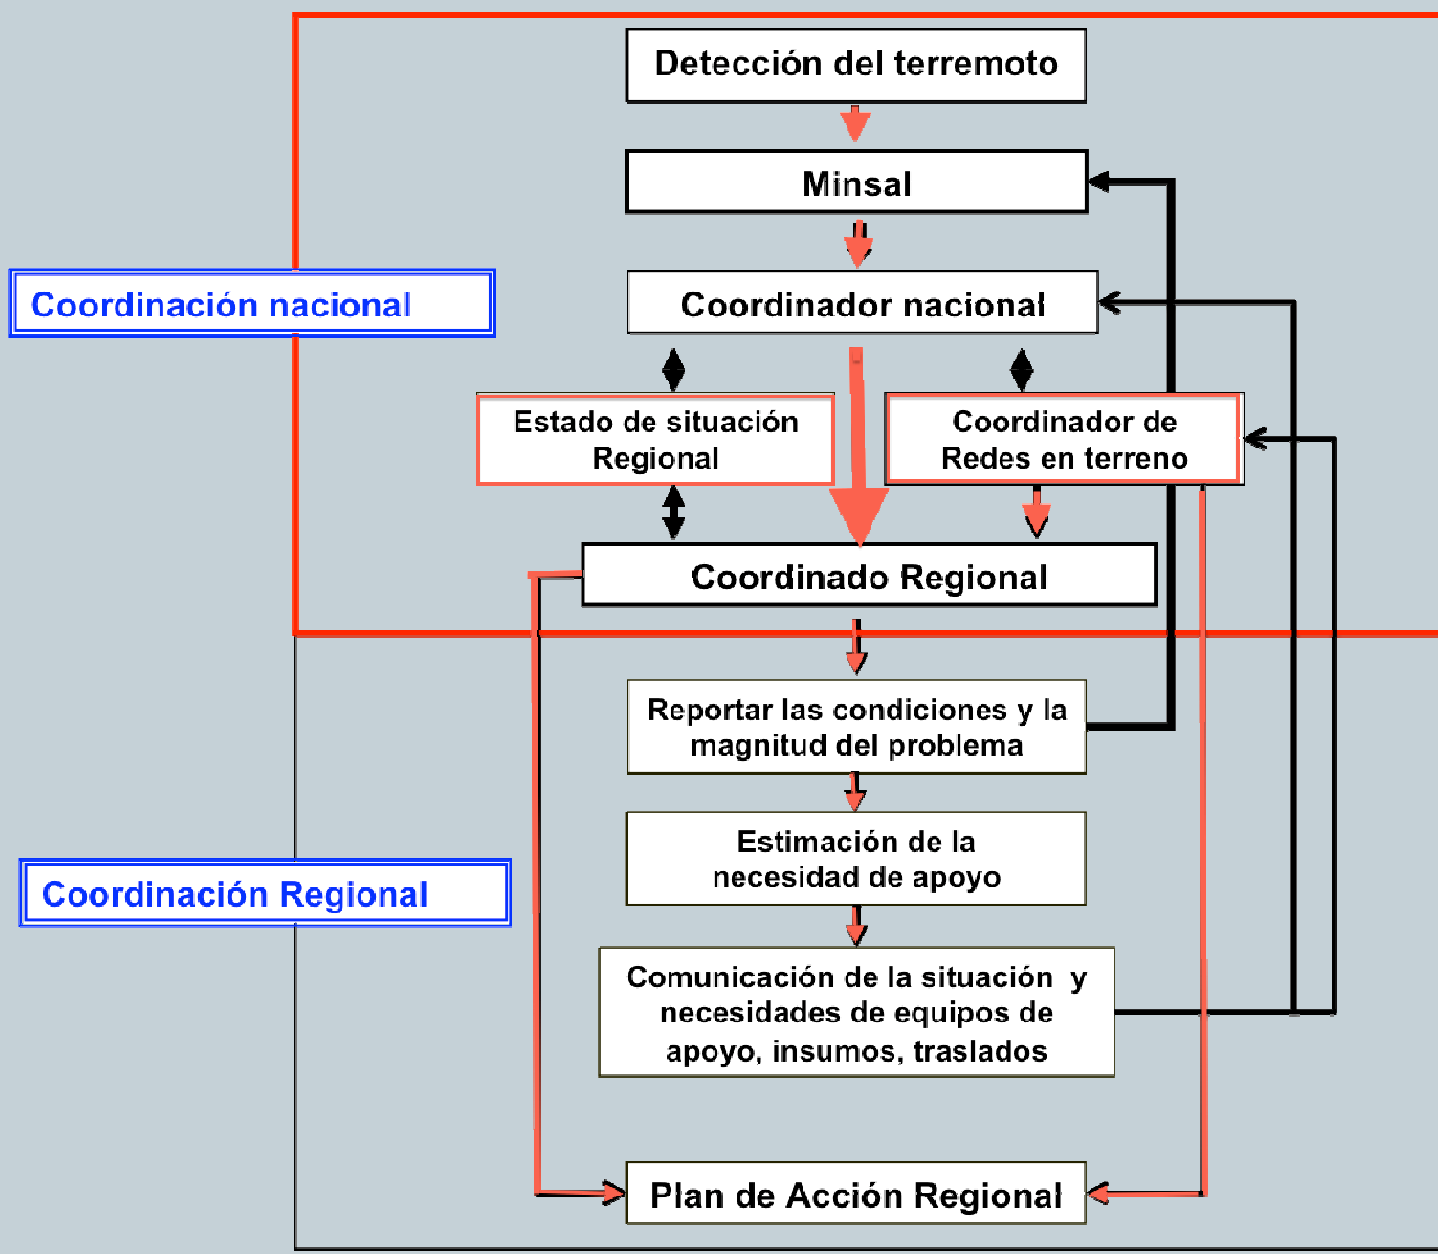 Detección del terremoto
Minsal
Coordinación nacional
Coordinador nacional
Estado de situación
Regional
Coordinador de
Redes en terreno
Coordinado Regional
Reportar las condiciones y la
magnitud del problema
Estimación de la
necesidad de apoyo
Coordinación Regional
Comunicación de la situación y
necesidades de equipos de
apoyo, insumos, traslados
Plan de Acción Regional